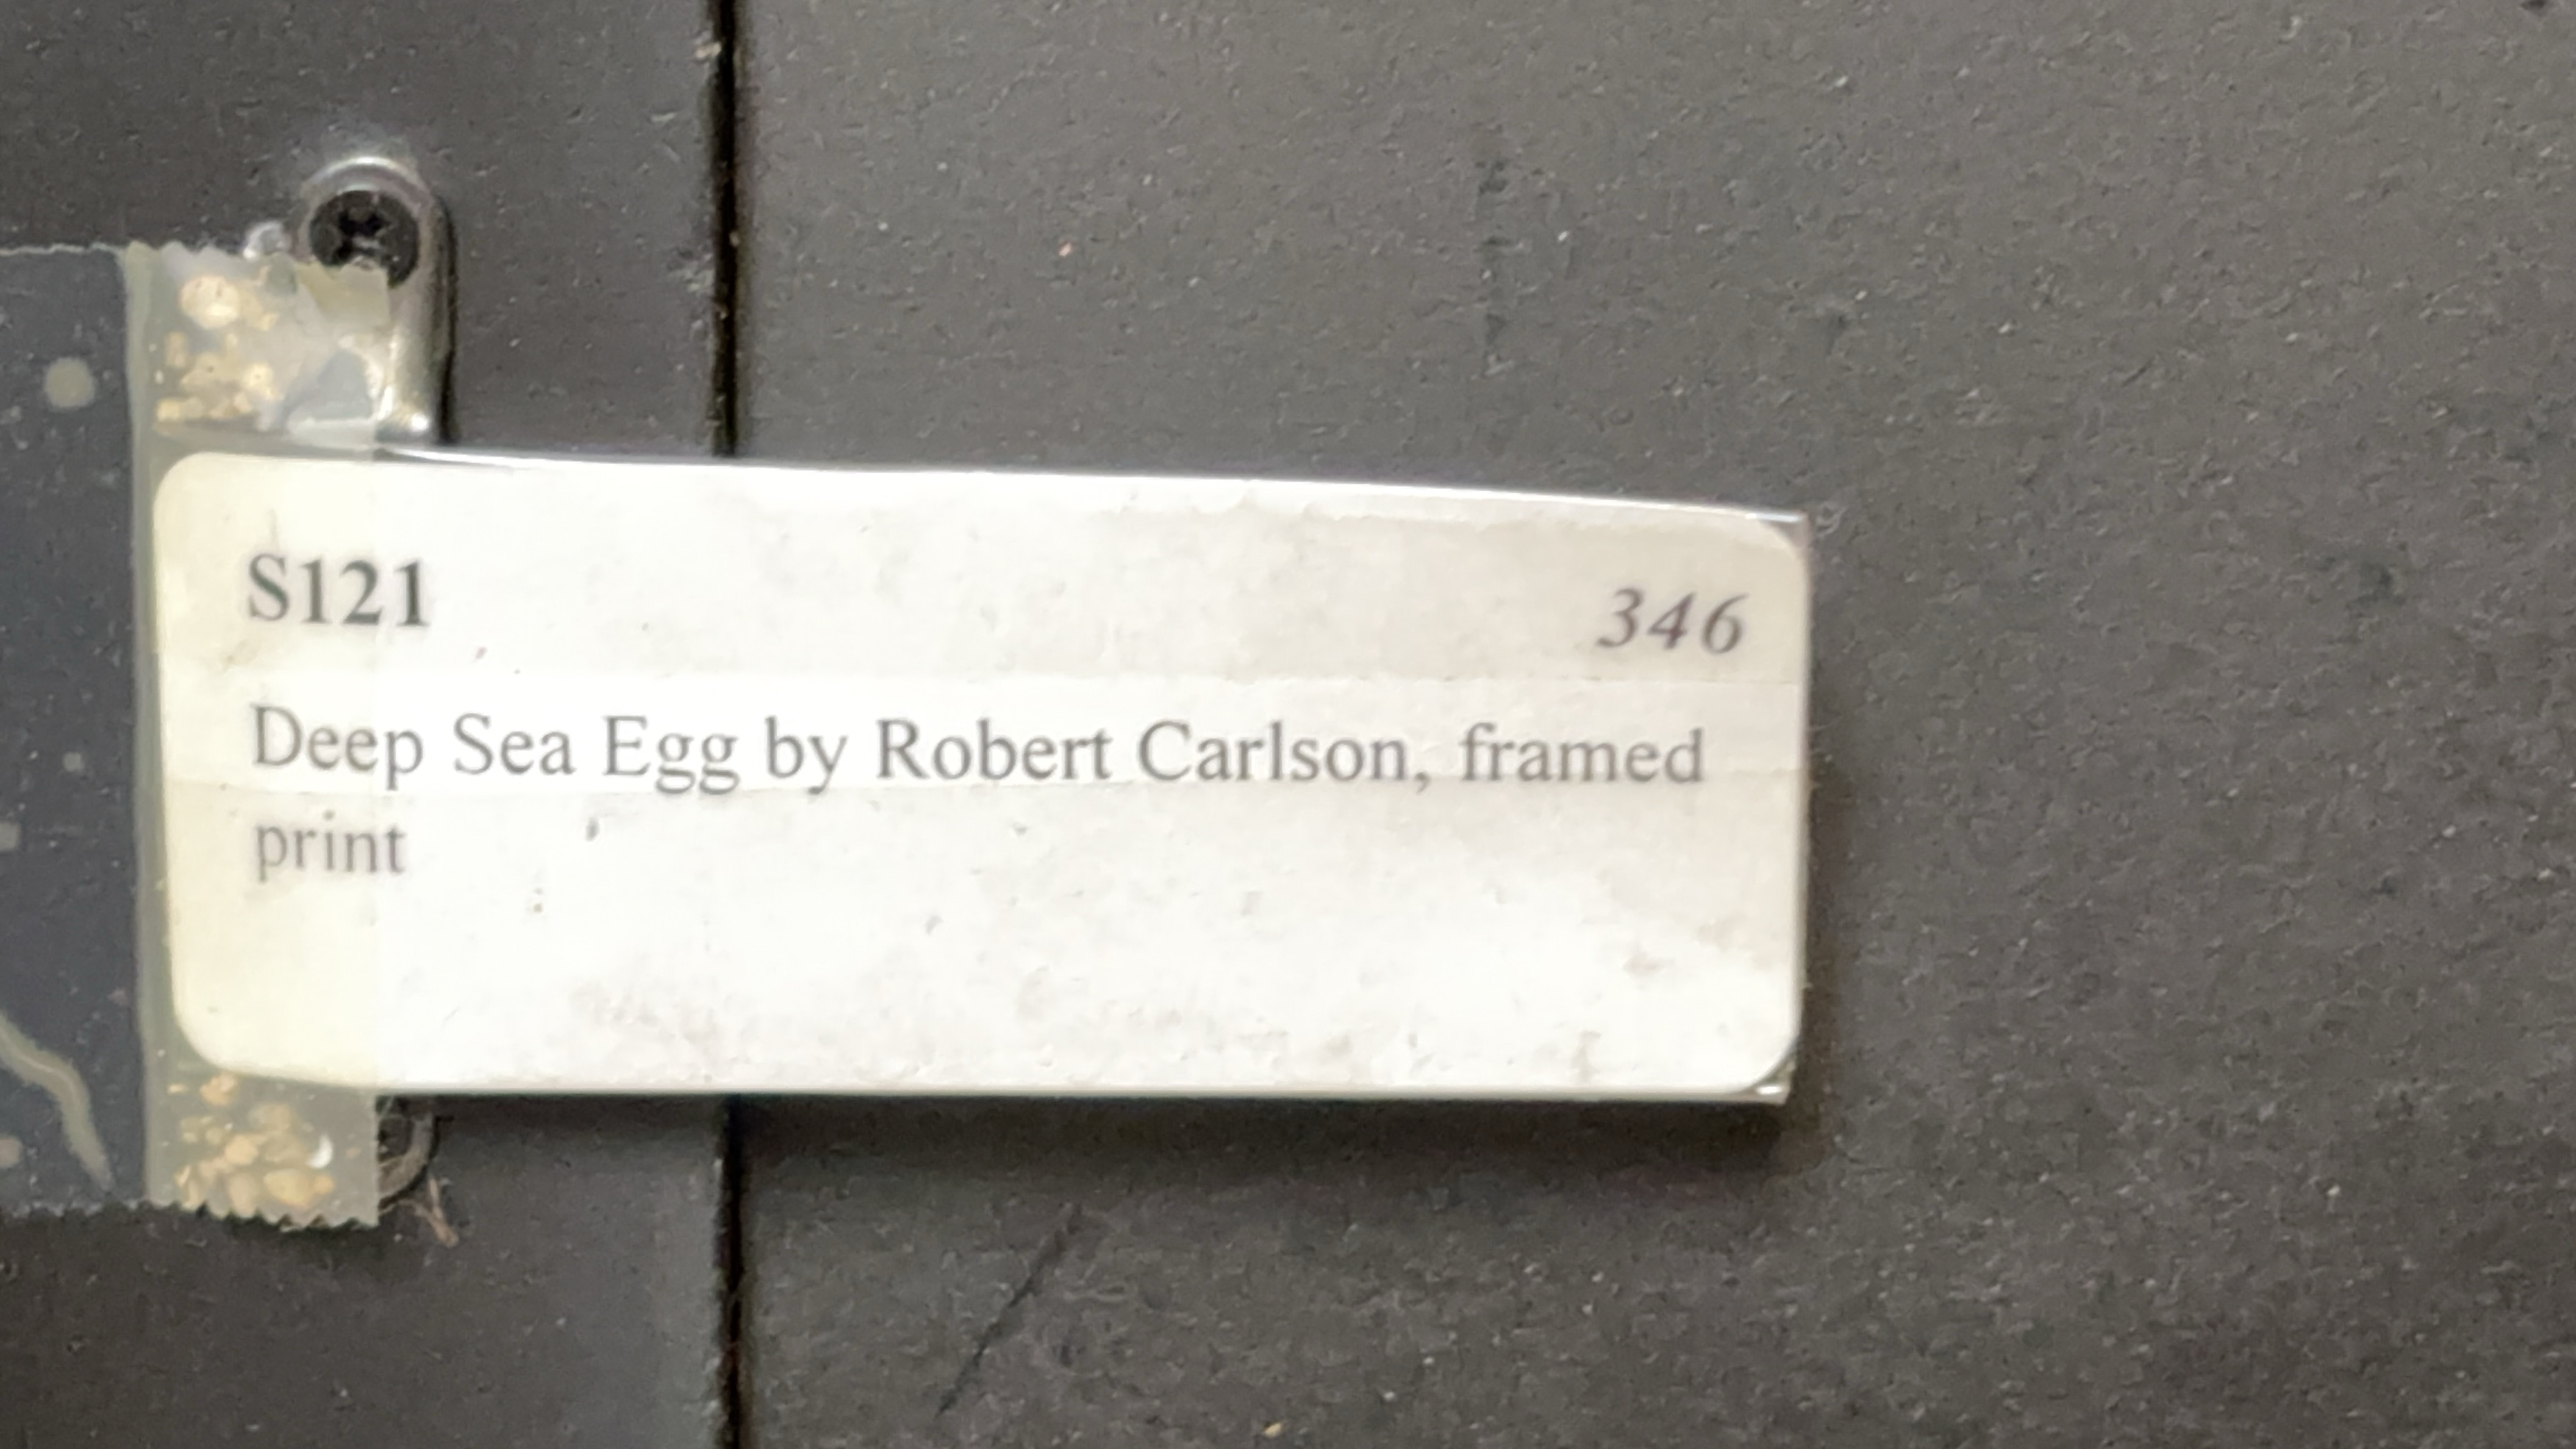 S121 346
Deep Sea Egg by Robert Carlson, framed
print